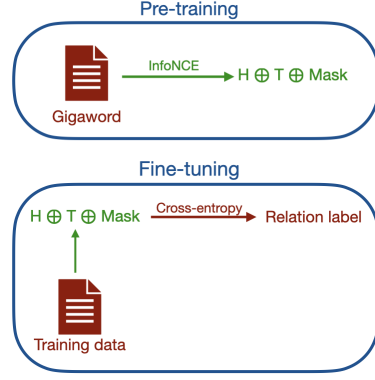 Pre-training
InfoNCE
H ⊕ T ⊕ Mask
Gigaword
Fine-tuning
H ⊕ T ⊕ Mask
Cross-entropy
Relation label
Training data